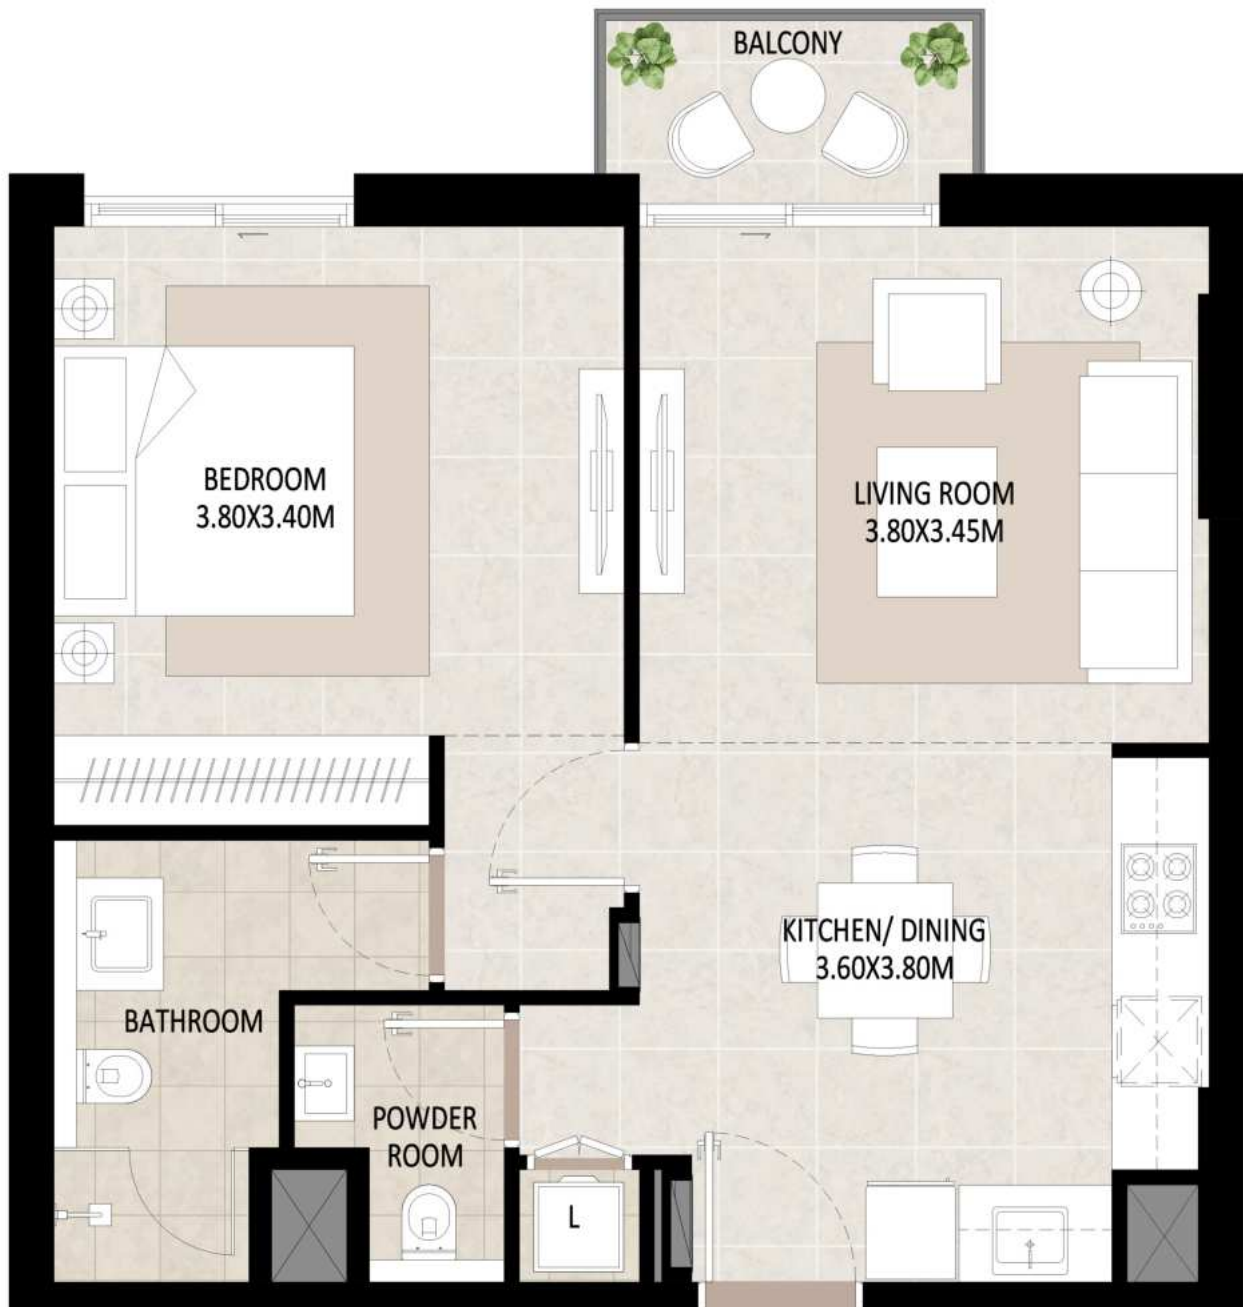 BALCONY
BEDROOM
3.80X3.40M
LIVING ROOM
3.80X3.45M
KITCHEN/ DINING
3.60X3.80M
BATHROOM
POWDER
ROOM
L